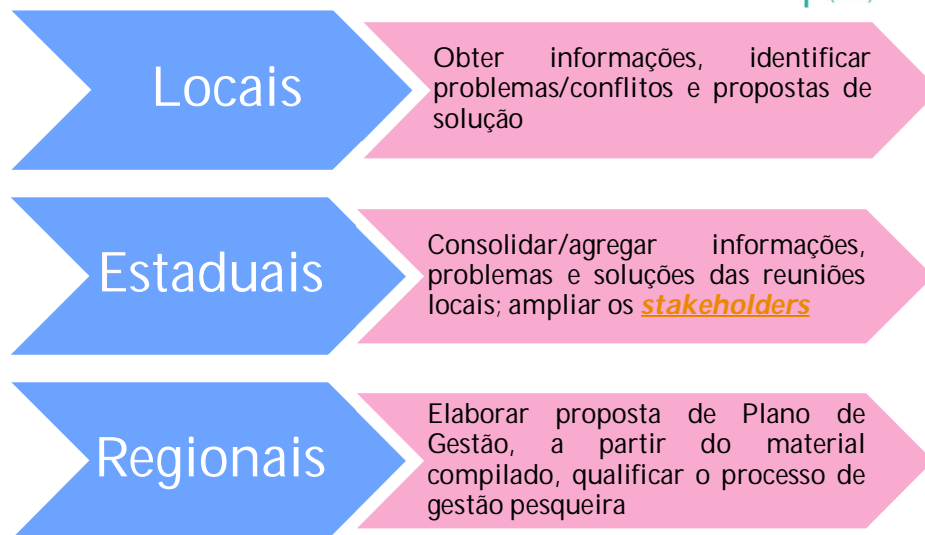 Locais
Obter informações, identificar
problemas/conflitos e propostas de
solução
Estaduais
Consolidar/agregar informações,
problemas e soluções das reuniões
locais; ampliar os stakeholders
Regionais
Elaborar proposta de Plano de
Gestão, a partir do material
compilado, qualificar o processo de
gestão pesqueira